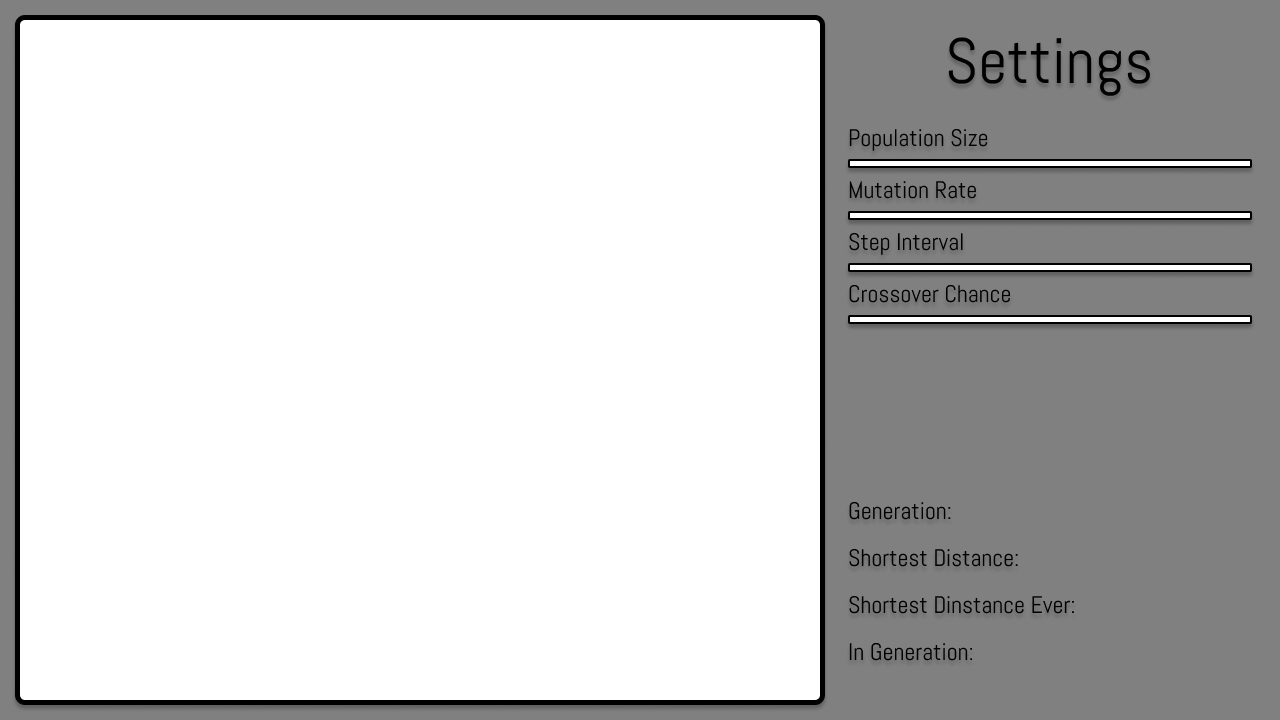 Settings
Population Size
Mutation Rate
Step Interval
Crossover Chance
Generation:
Shortest Distance:
Shortest Dinstance Ever:
In Generation: